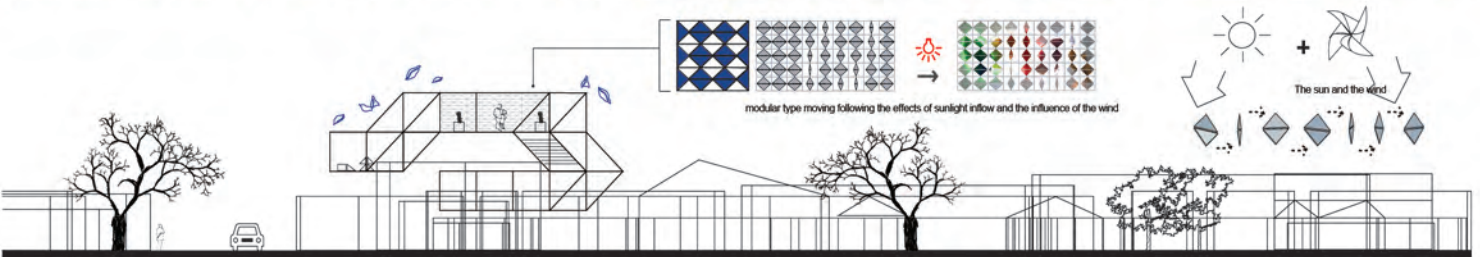 The sun and the wind
modular type moving following the effects of sunlight inflow and the influence of the wind